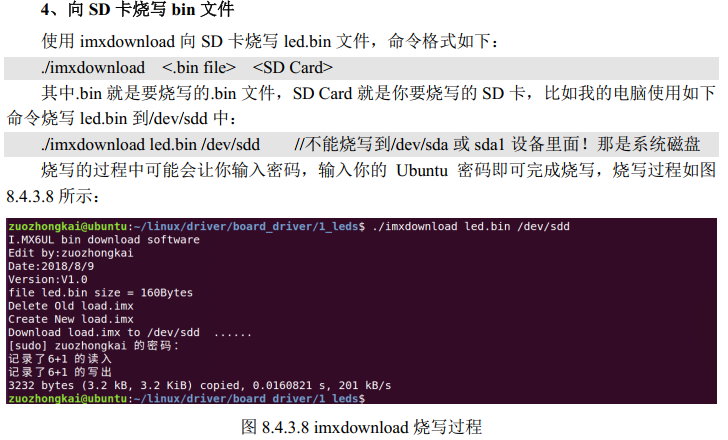 4、向 SD 卡烧写 bin 文件
使用 imxdownload 向 SD 卡烧写 led.bin 文件，命令格式如下：
./imxdownload <.bin file> <SD Card>
其中.bin 就是要烧写的.bin 文件，SD Card 就是你要烧写的 SD 卡，比如我的电脑使用如下
命令烧写 led.bin 到/dev/sdd 中：
./imxdownload led.bin /dev/sdd //不能烧写到/dev/sda 或 sda1 设备里面！那是系统磁盘
烧写的过程中可能会让你输入密码，输入你的 Ubuntu 密码即可完成烧写，烧写过程如图
8.4.3.8 所示：
zuozhongkai@ubuntu:~/linux/driver/board_driver/1_leds$ ./imxdownload led.bin /dev/sdd
I.MX6UL bin download software
Edit by:zuozhongkai
Date:2018/8/9
Version:V1.0
file led.bin size = 160Bytes
Delete Old load.imx
Create New load.imx
Download load.imx to /dev/sdd ......
[sudo] zuozhongkai 的密码：
记录了6+1 的读入
记录了6+1 的写出
3232 bytes (3.2 kB, 3.2 KiB) copied, 0.0160821 s, 201 kB/s
zuozhongkai@ubuntu:~/linux/driver/board_driver/1_leds$
图 8.4.3.8 imxdownload 烧写过程